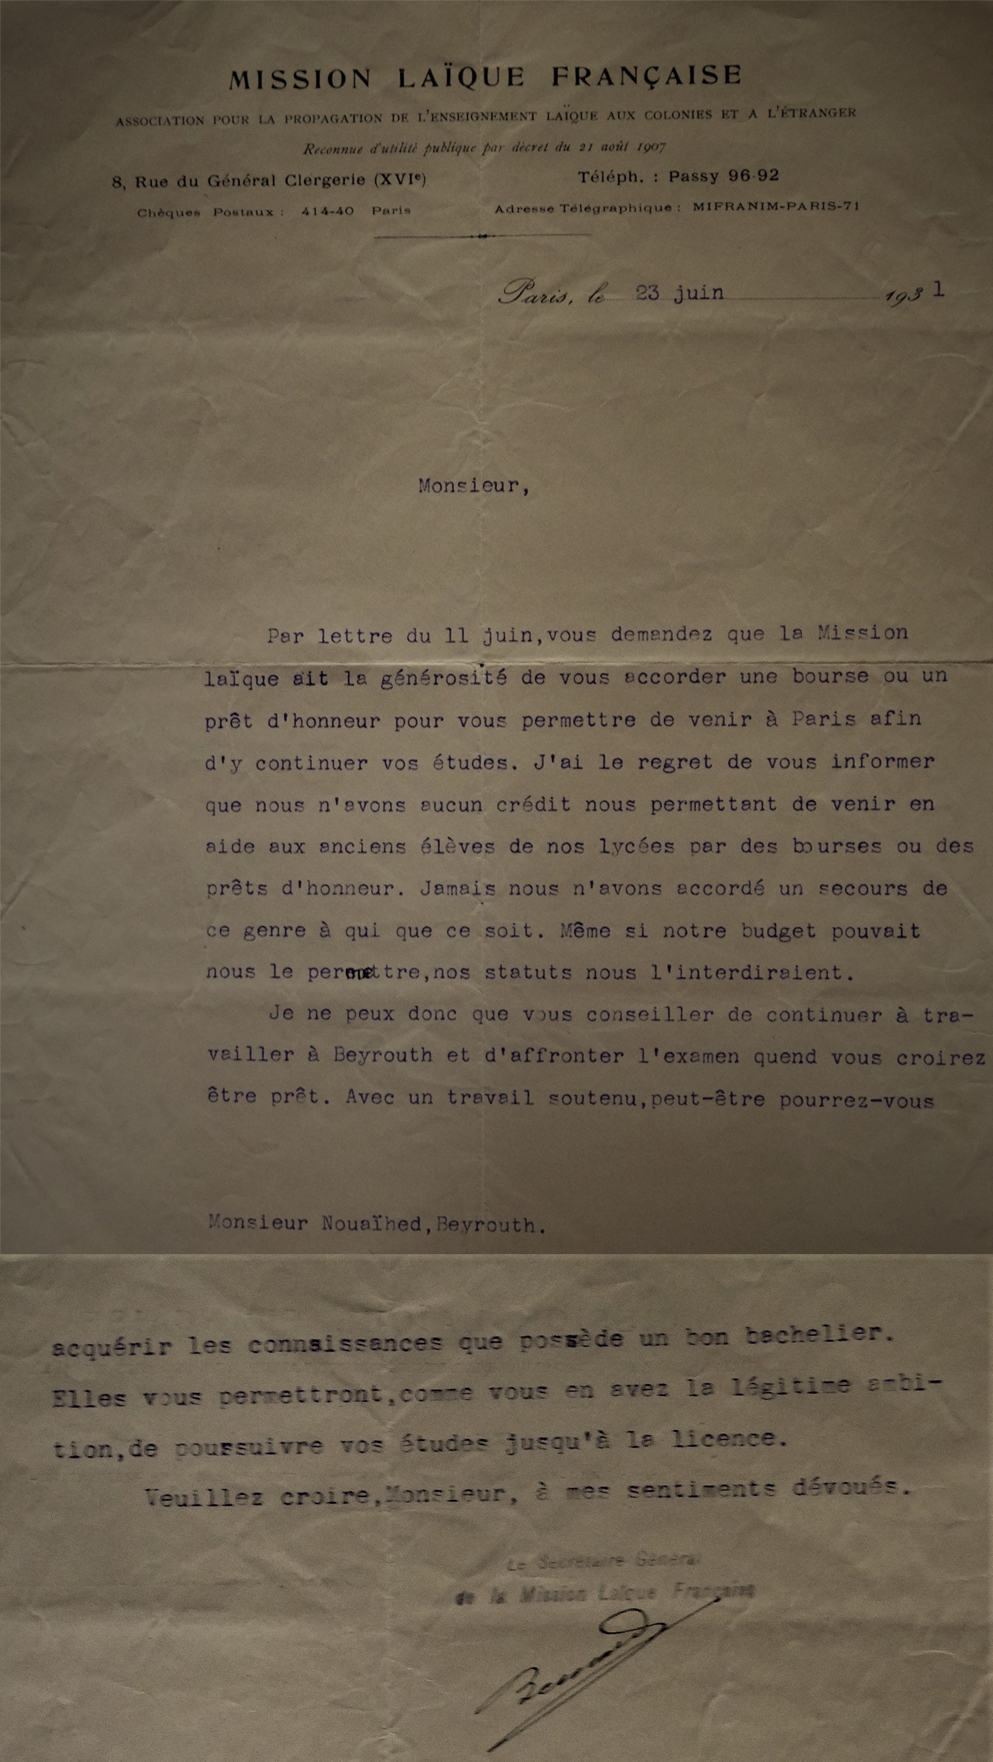 MISSION LAÏQUE FRANÇAISE
ASSOCIATION POUR LA PROPAGATION DE L'ENSEIGNEMENT LAÏQUE AUX COLONIES ET A L'ÉTRANGER
Reconnue d'utilité publique par décret du 21 août 1907
8, Rue du Général Clergerie (XVIe) Téléph. : Passy 96-92
Chèques Postaux : 414-40 Paris Adresse Télégraphique : MIFRANIM-PARIS-71
Paris, le 23 juin 1931
Monsieur,
Par lettre du 11 juin,vous demandez que la Mission
laïque ait la générosité de vous accorder une bourse ou un
prêt d'honneur pour vous permettre de venir à Paris afin
d'y continuer vos études. J'ai le regret de vous informer
que nous n'avons aucun crédit nous permettant de venir en
aide aux anciens élèves de nos lycées par des bourses ou des
prêts d'honneur. Jamais nous n'avons accordé un secours de
ce genre à qui que ce soit. Même si notre budget pouvait
nous le permettre,nos statuts nous l'interdiraient.
Je ne peux donc que vous conseiller de continuer à tra-
vailler à Beyrouth et d'affronter l'examen quand vous croirez
être prêt. Avec un travail soutenu,peut-être pourrez-vous
Monsieur Nouaïhed,Beyrouth.
acquérir les connaissances que possède un bon bachelier.
Elles vous permettront,comme vous en avez la légitime ambi-
tion,de poursuivre vos études jusqu'à la licence.
Veuillez croire,Monsieur, à mes sentiments dévoués.
Le Secrétaire Général
de la Mission Laïque Française